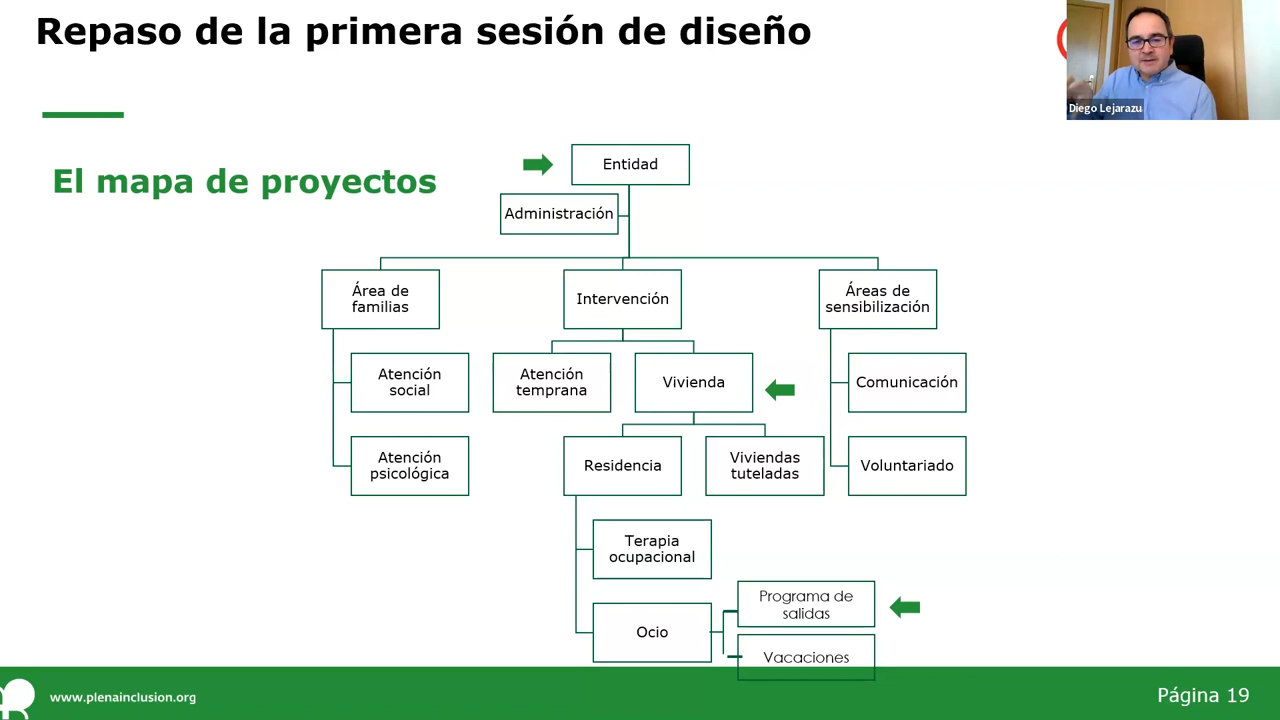 Repaso de la primera sesión de diseño
Diego Lejarazu
El mapa de proyectos
Entidad
Administración
Área de
familias
Intervención
Áreas de
sensibilización
Atención
social
Atención
temprana
Vivienda
Comunicación
Atención
psicológica
Residencia
Viviendas
tuteladas
Voluntariado
Terapia
ocupacional
Ocio
Programa de
salidas
Vacaciones
www.plenainclusion.org
Página 19